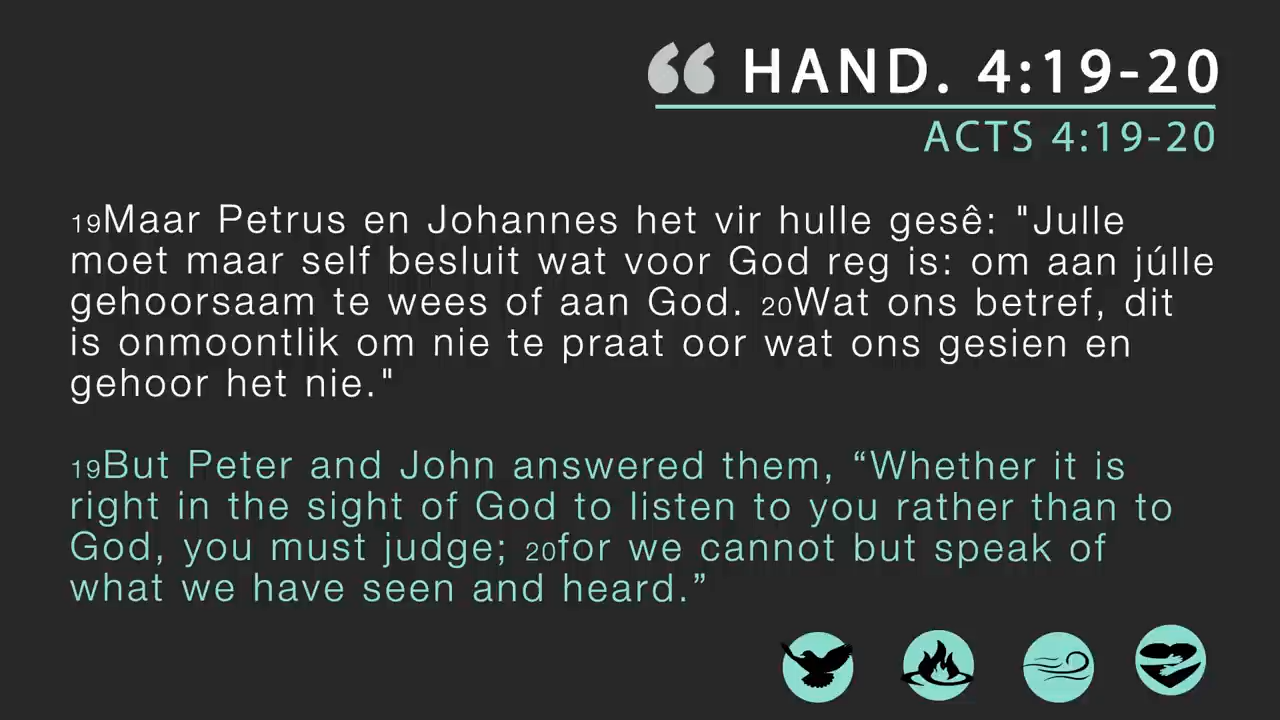 “ HAND. 4:19-20
ACTS 4:19-20
19Maar Petrus en Johannes het vir hulle gesê: "Julle
moet maar self besluit wat voor God reg is: om aan júlle
gehoorsaam te wees of aan God. 20Wat ons betref, dit
is onmoontlik om nie te praat oor wat ons gesien en
gehoor het nie."
19But Peter and John answered them, “Whether it is
right in the sight of God to listen to you rather than to
God, you must judge; 20for we cannot but speak of
what we have seen and heard.”